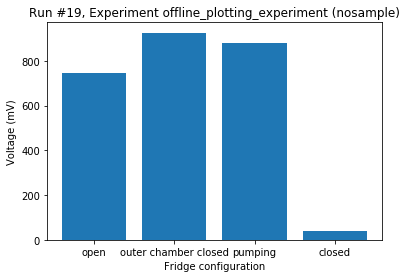 Run #19, Experiment offline_plotting_experiment (nosample)
Voltage (mV)
800
600
400
200
0
open outer chamber closed pumping closed
Fridge configuration